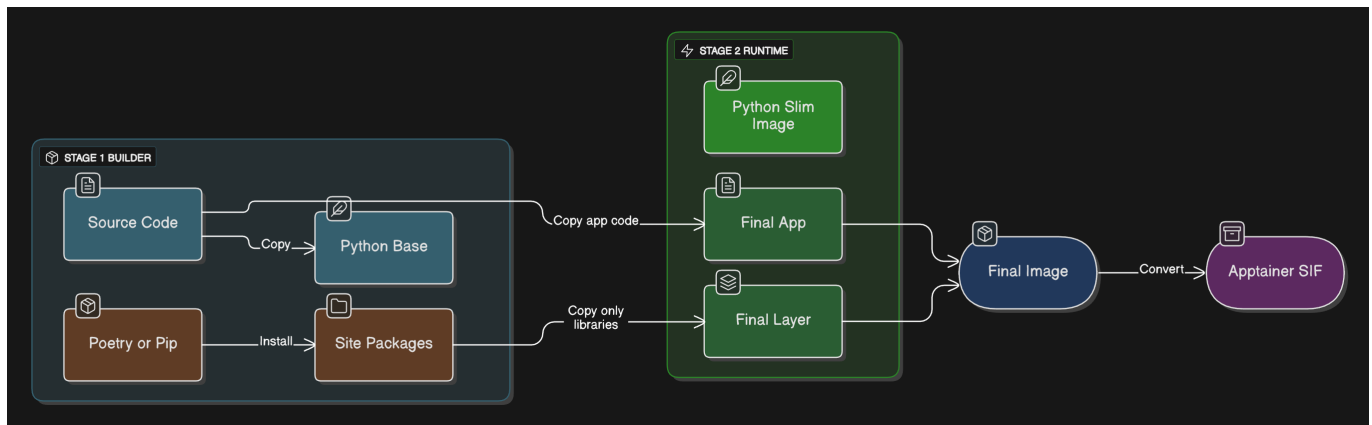 STAGE 1 BUILDER
Source Code
Copy
Python Base
Poetry or Pip
Install
Site Packages
Copy app code
Copy only
libraries
STAGE 2 RUNTIME
Python Slim
Image
Final App
Final Layer
Final Image
Convert
Apptainer SIF